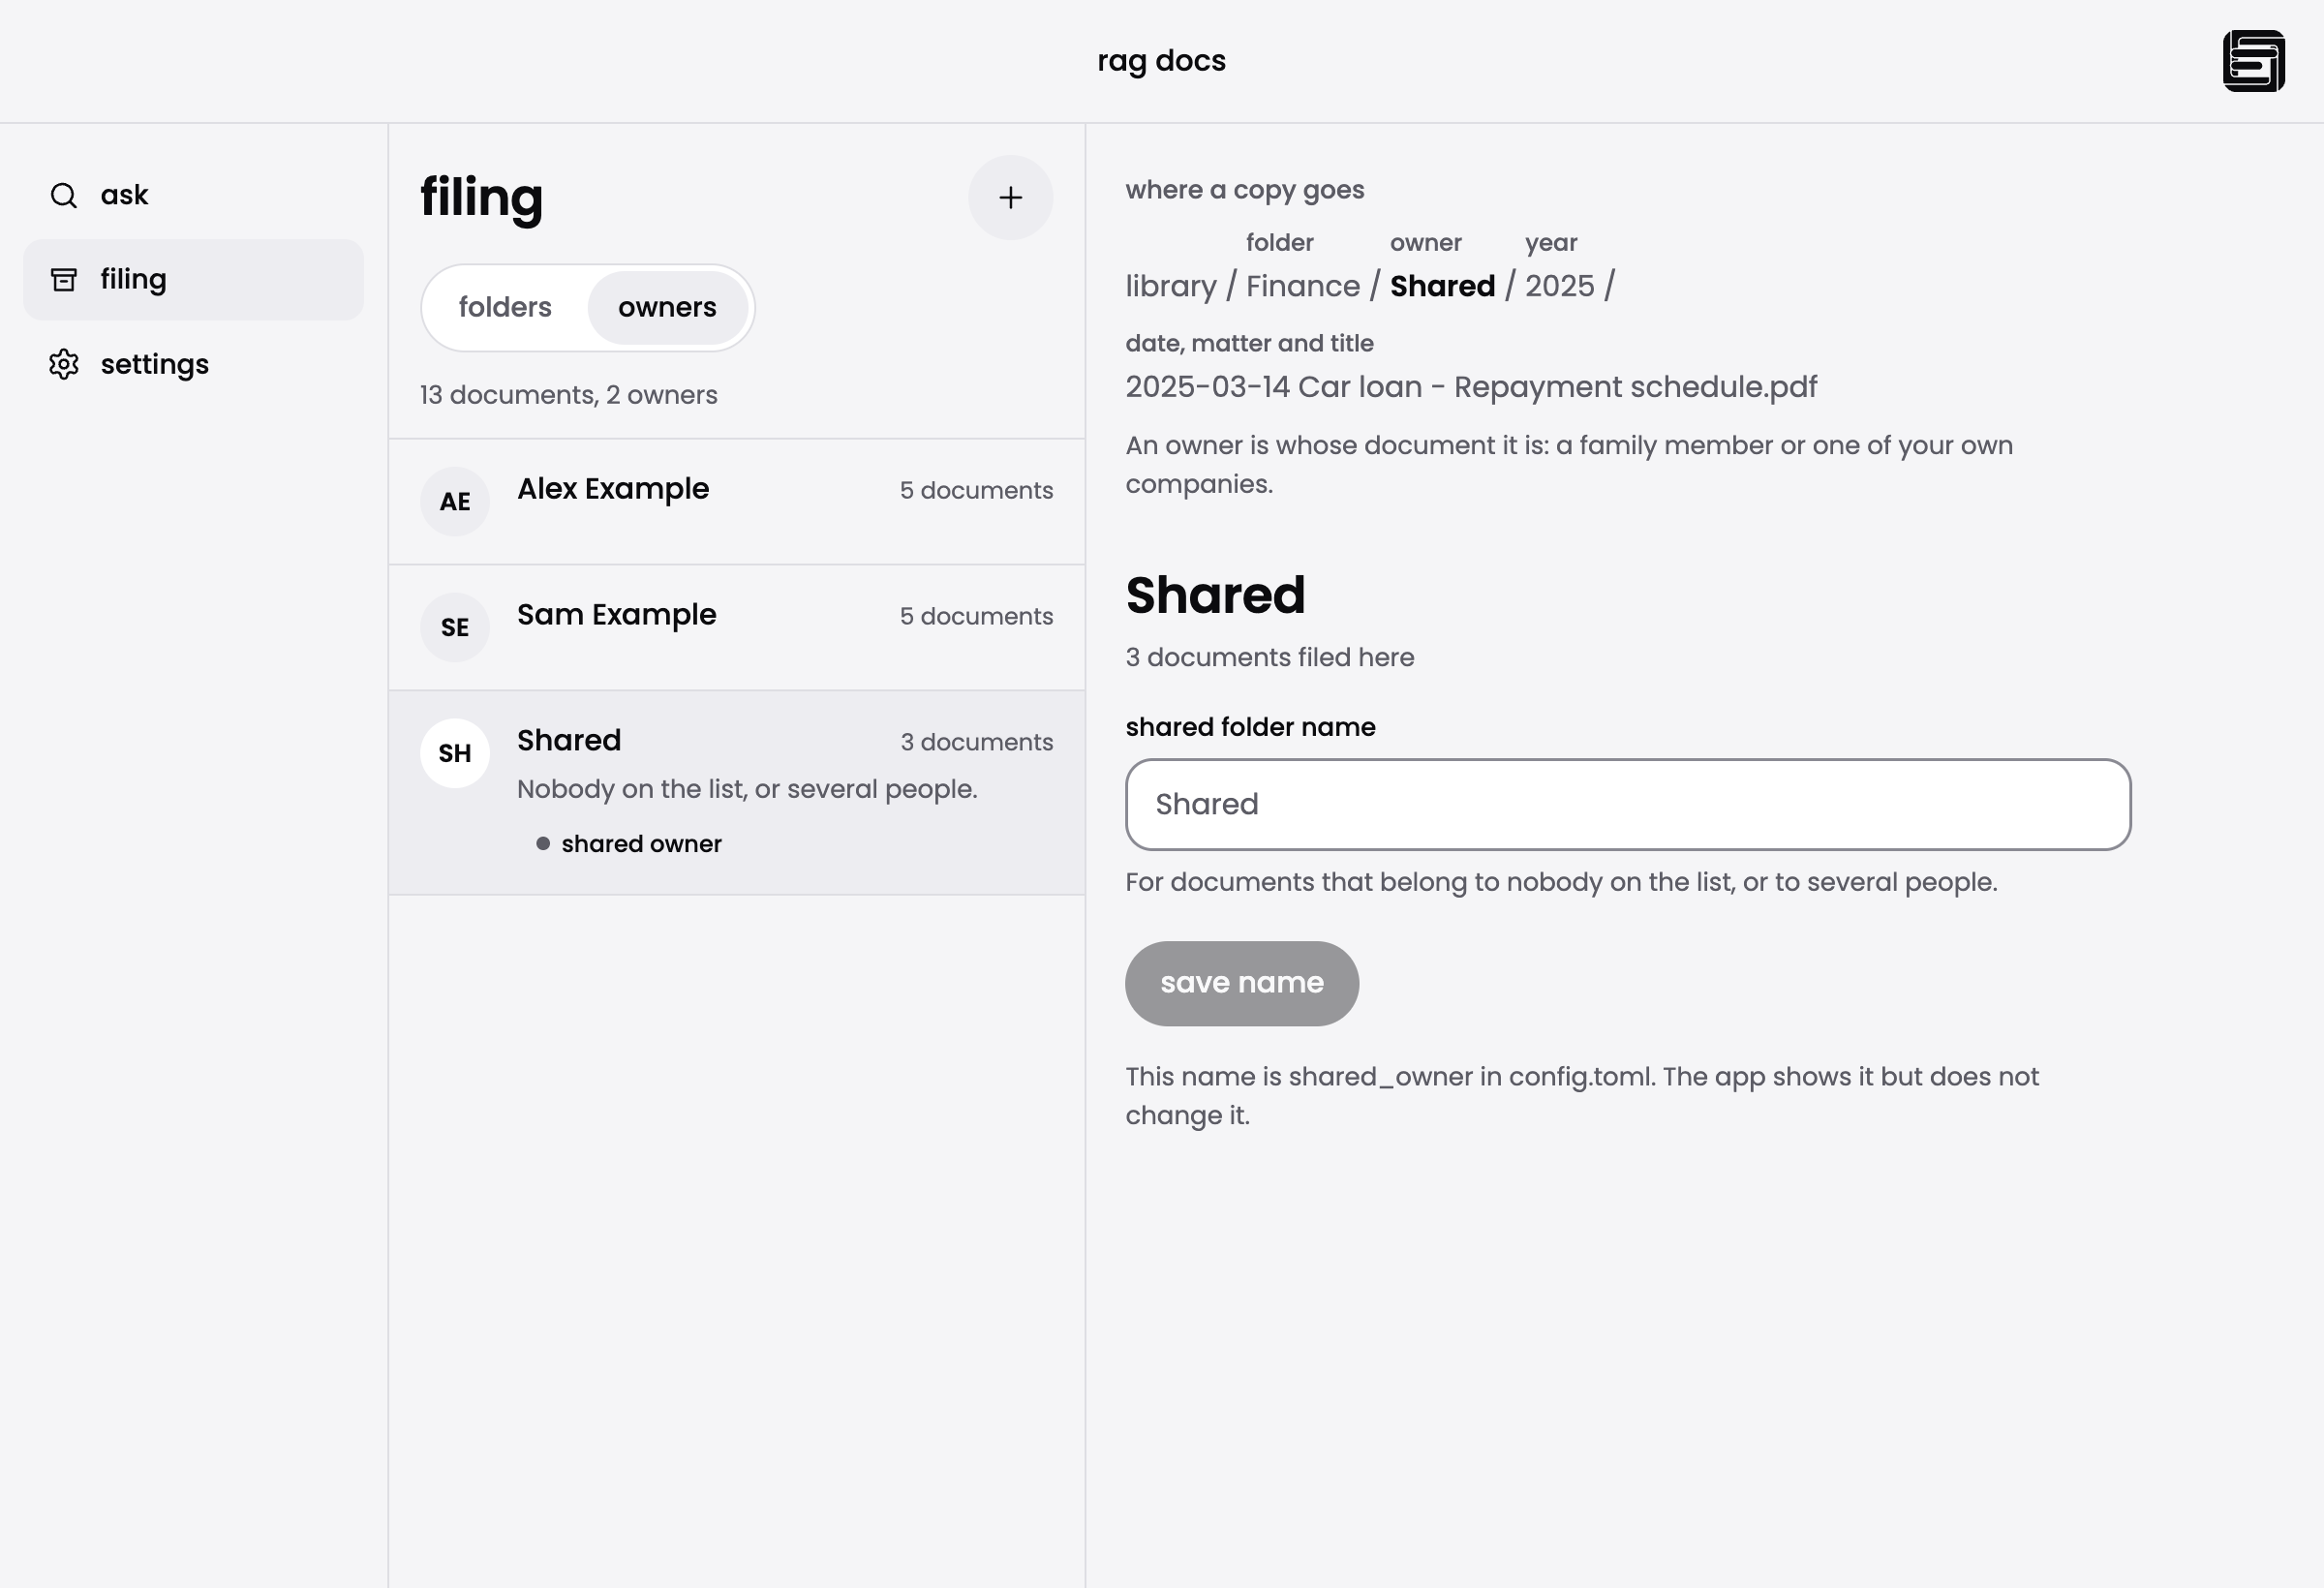 rag docs
ask
filing
settings
filing
+
folders owners
13 documents, 2 owners
AE Alex Example 5 documents
SE Sam Example 5 documents
SH Shared 3 documents
Nobody on the list, or several people.
shared owner
where a copy goes
folder owner year
library / Finance / Shared / 2025 /
date, matter and title
2025-03-14 Car loan - Repayment schedule.pdf
An owner is whose document it is: a family member or one of your own
companies.
Shared
3 documents filed here
shared folder name
Shared
For documents that belong to nobody on the list, or to several people.
save name
This name is shared_owner in config.toml. The app shows it but does not
change it.